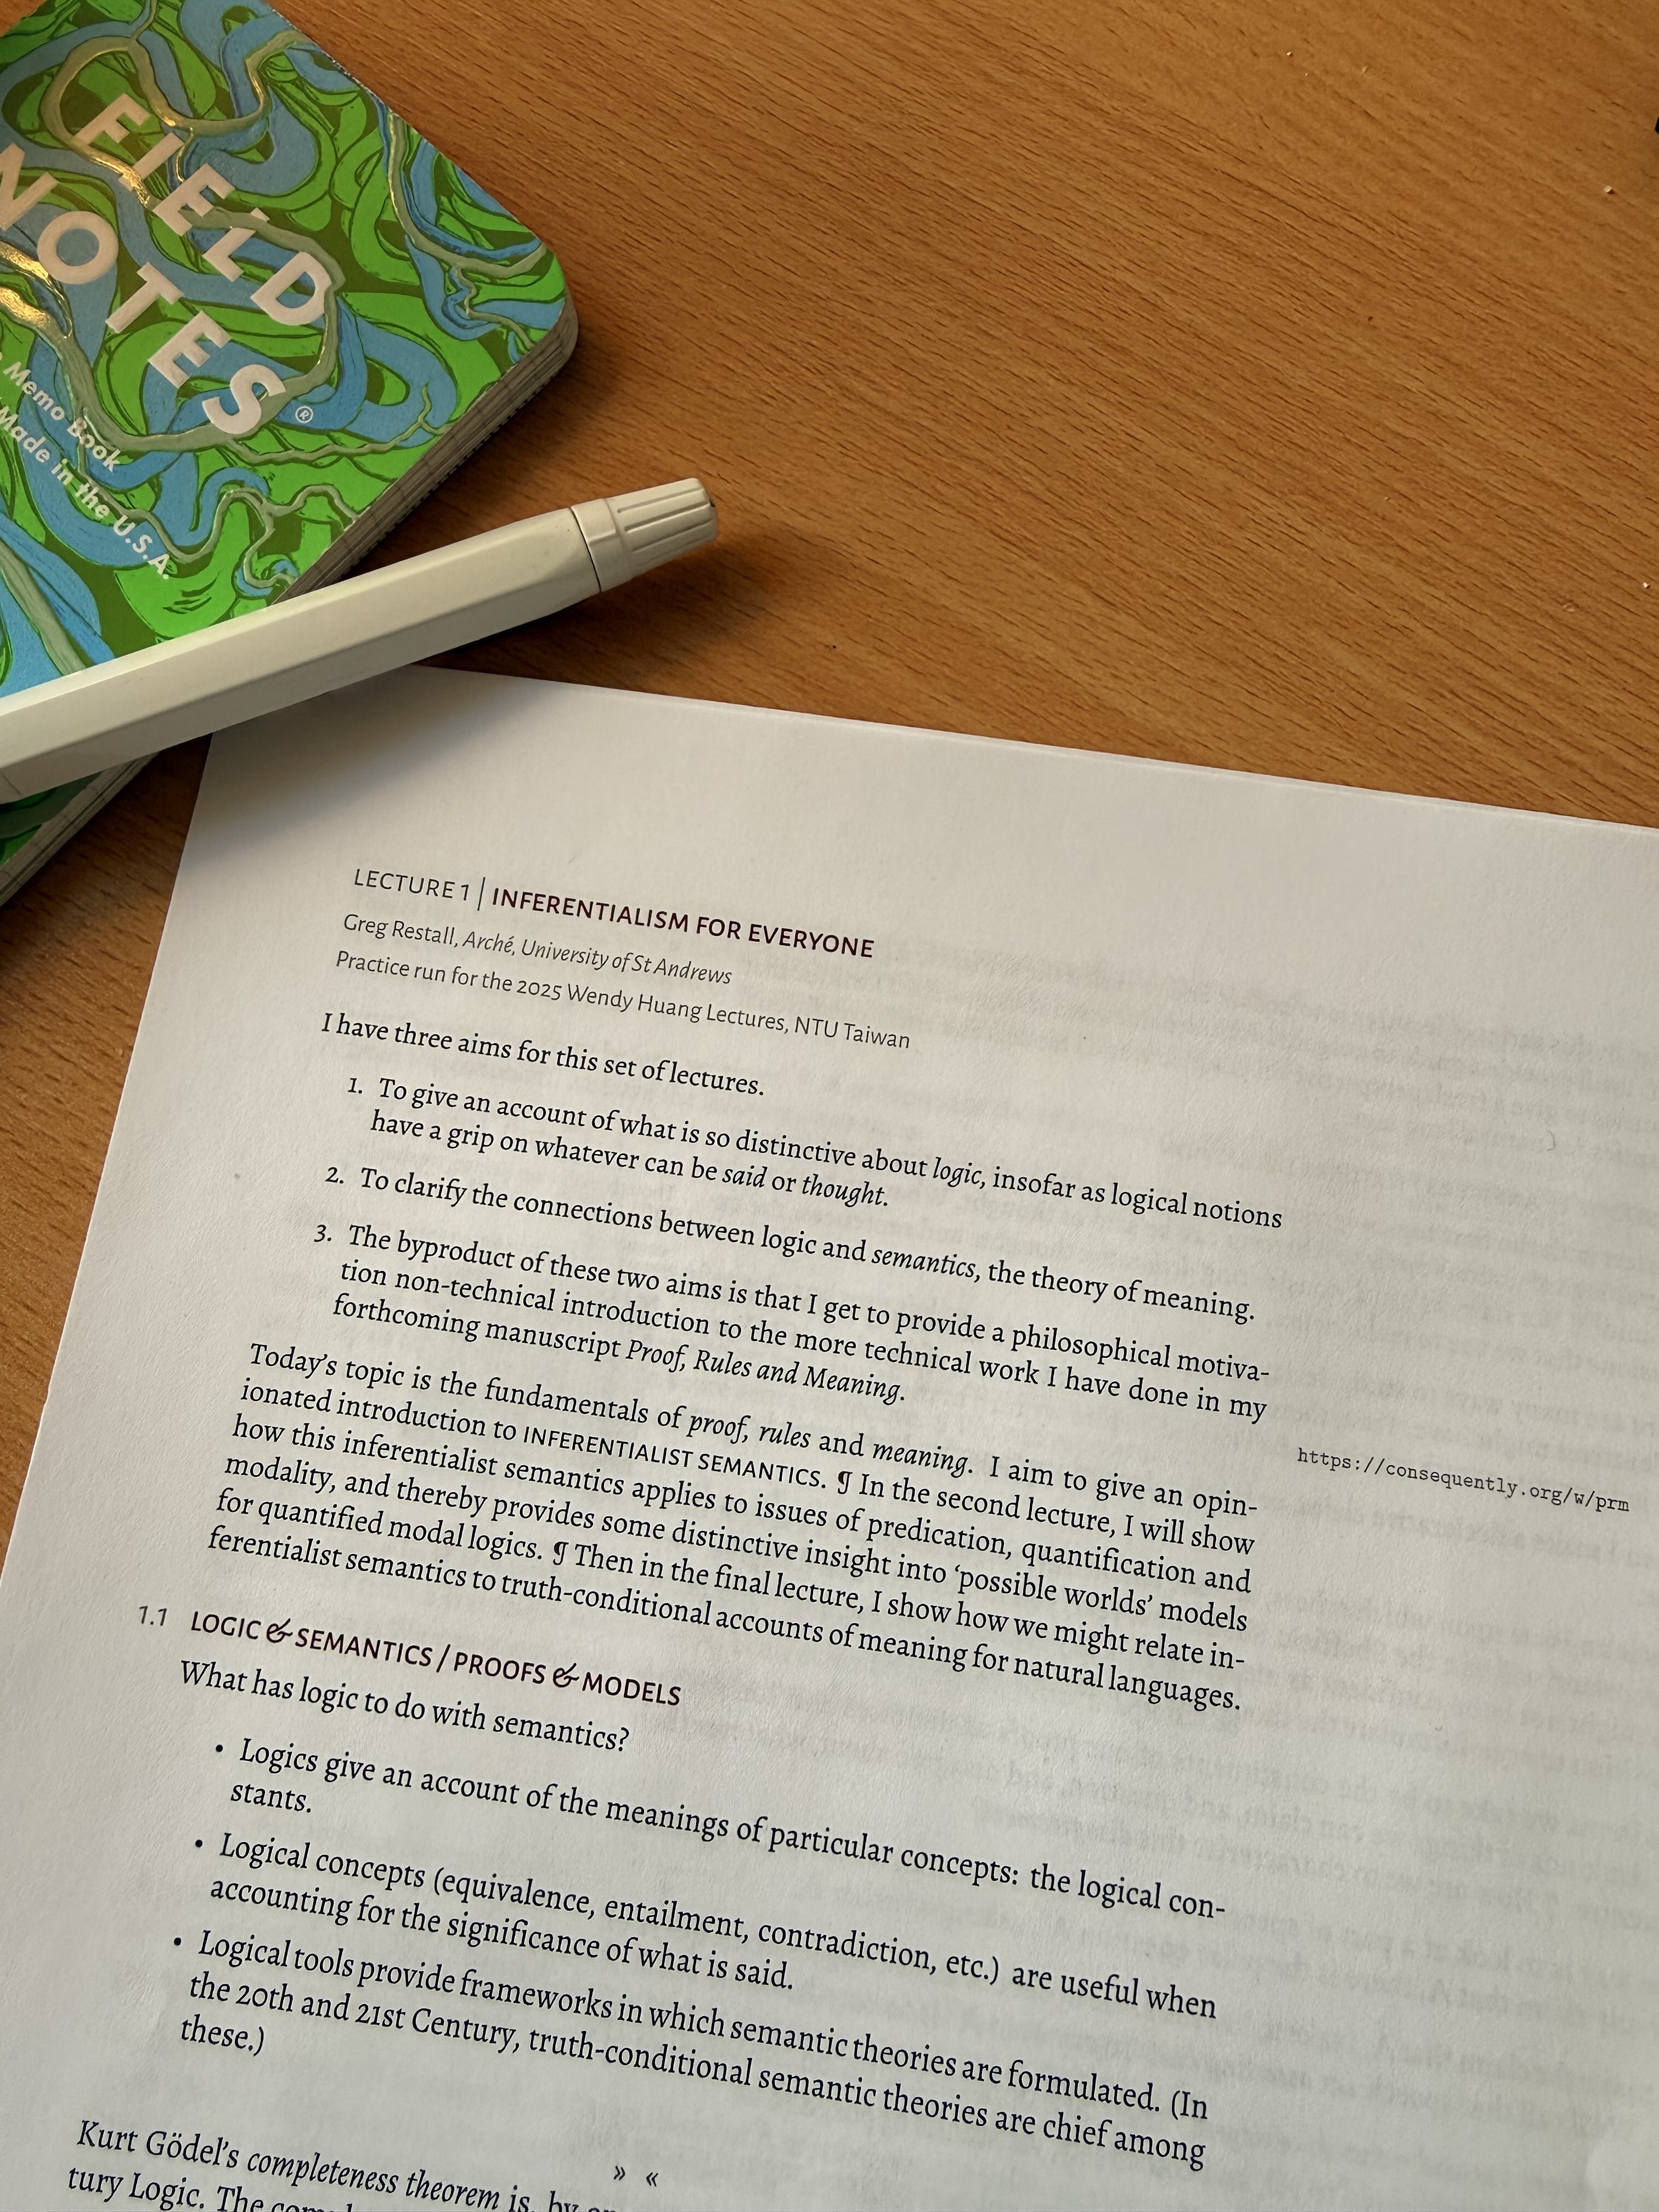 FIELD
NOTES®
Memo Book
Made in the U.S.A.
LECTURE 1 | INFERENTIALISM FOR EVERYONE
Greg Restall, Arché, University of St Andrews
Practice run for the 2025 Wendy Huang Lectures, NTU Taiwan
I have three aims for this set of lectures.
1. To give an account of what is so distinctive about logic, insofar as logical notions
have a grip on whatever can be said or thought.
2. To clarify the connections between logic and semantics, the theory of meaning.
3. The byproduct of these two aims is that I get to provide a philosophical motiva-
tion non-technical introduction to the more technical work I have done in my
forthcoming manuscript Proof, Rules and Meaning.
https://consequently.org/w/prm
Today's topic is the fundamentals of proof, rules and meaning. I aim to give an opin-
ionated introduction to INFERENTIALIST SEMANTICS. ¶ In the second lecture, I will show
how this inferentialist semantics applies to issues of predication, quantification and
modality, and thereby provides some distinctive insight into ‘possible worlds’ models
for quantified modal logics. ¶ Then in the final lecture, I show how we might relate in-
ferentialist semantics to truth-conditional accounts of meaning for natural languages.
1.1 LOGIC & SEMANTICS / PROOFS & MODELS
What has logic to do with semantics?
• Logics give an account of the meanings of particular concepts: the logical con-
stants.
• Logical concepts (equivalence, entailment, contradiction, etc.) are useful when
accounting for the significance of what is said.
• Logical tools provide frameworks in which semantic theories are formulated. (In
the 20th and 21st Century, truth-conditional semantic theories are chief among
these.)
» «
Kurt Gödel's completeness theorem is, by
tury Logic. The